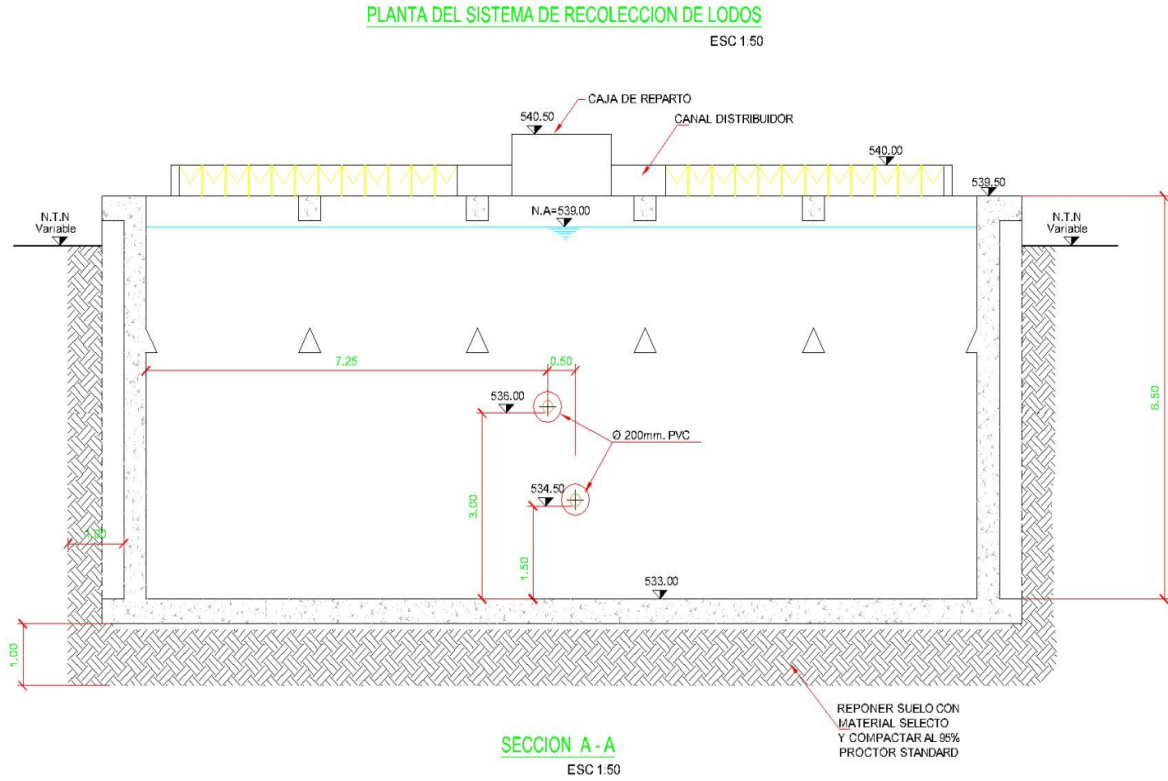 PLANTA DEL SISTEMA DE RECOLECCION DE LODOS
ESC 1:50
CAJA DE REPARTO
540.50
CANAL DISTRIBUIDOR
540.00
539.50
N.T.N
Variable
N.A=539.00
N.T.N
Variable
7.25
0.50
6.50
536.00
Ø 200mm. PVC
534.50
3.00
1.50
1.00
533.00
1.00
REPONER SUELO CON
MATERIAL SELECTO
Y COMPACTAR AL 95%
PROCTOR STANDARD
SECCION A - A
ESC 1:50